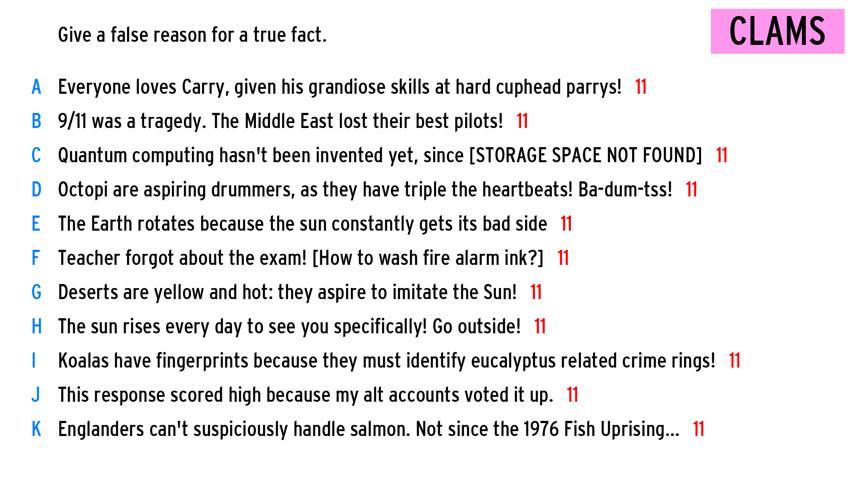 Give a false reason for a true fact.
CLAMS
A Everyone loves Carry, given his grandiose skills at hard cuphead parrys! 11
B 9/11 was a tragedy. The Middle East lost their best pilots! 11
C Quantum computing hasn't been invented yet, since [STORAGE SPACE NOT FOUND] 11
D Octopi are aspiring drummers, as they have triple the heartbeats! Ba-dum-tss! 11
E The Earth rotates because the sun constantly gets its bad side 11
F Teacher forgot about the exam! [How to wash fire alarm ink?] 11
G Deserts are yellow and hot: they aspire to imitate the Sun! 11
H The sun rises every day to see you specifically! Go outside! 11
I Koalas have fingerprints because they must identify eucalyptus related crime rings! 11
J This response scored high because my alt accounts voted it up. 11
K Englanders can't suspiciously handle salmon. Not since the 1976 Fish Uprising... 11